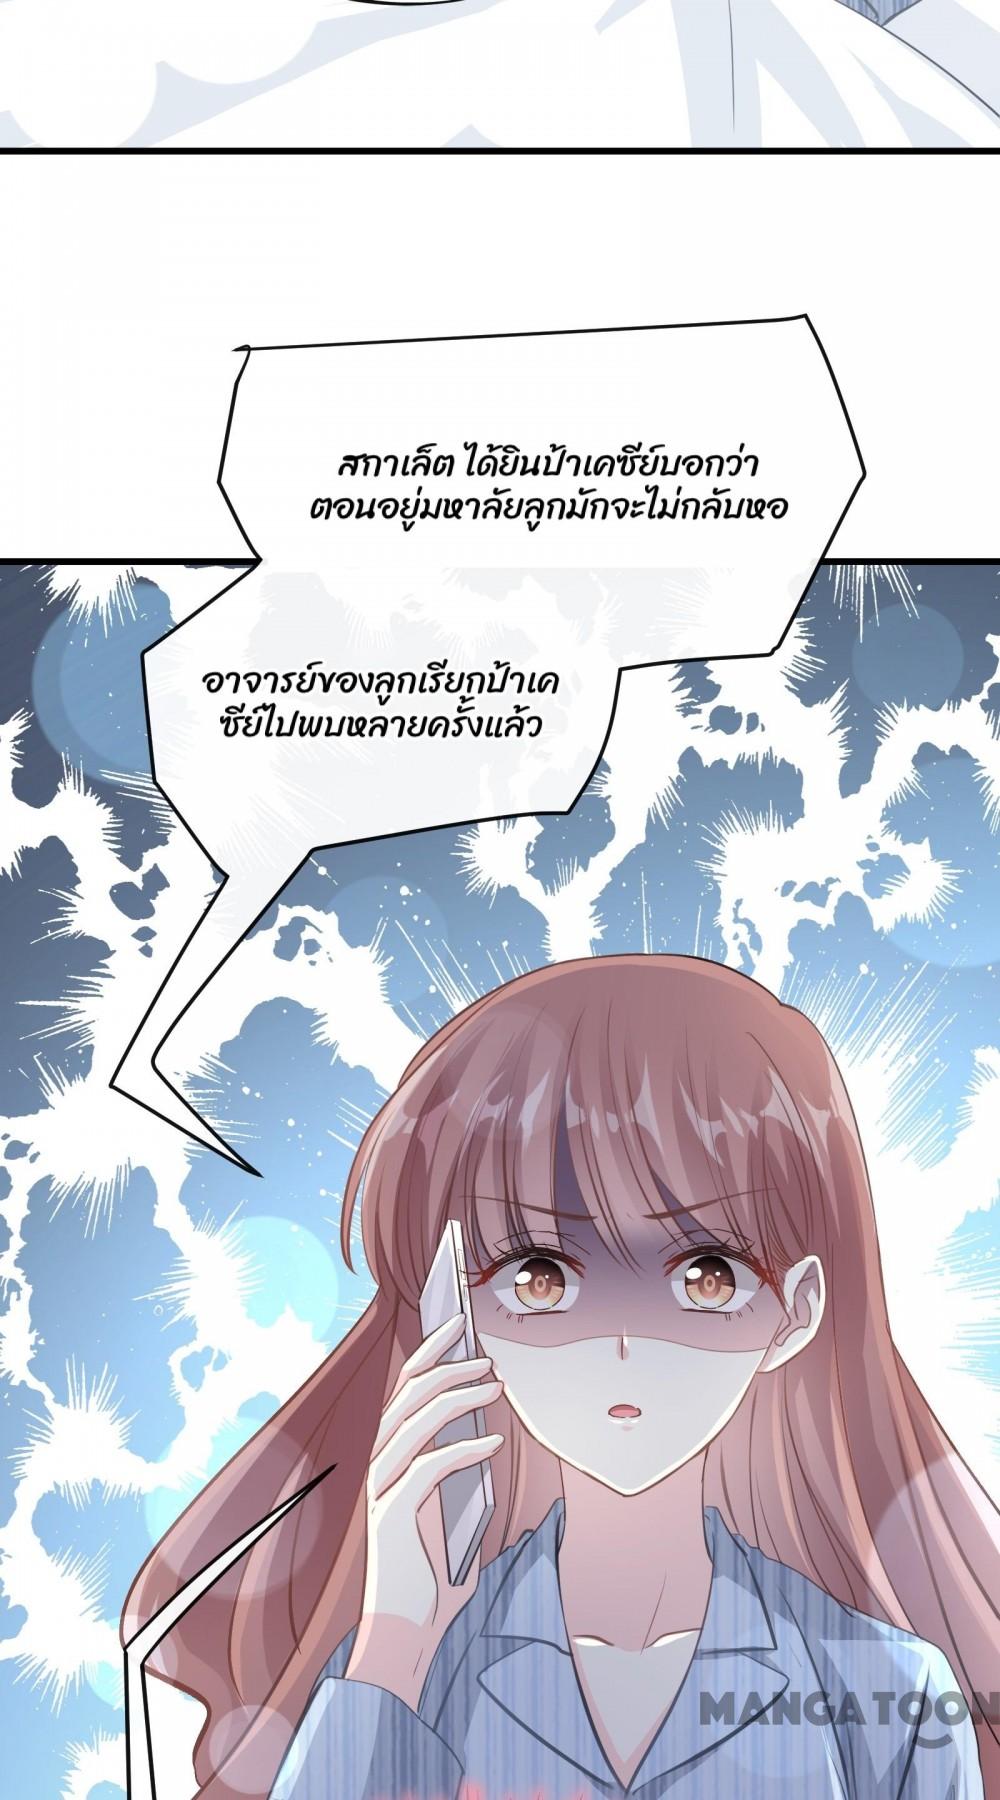 สกาเล็ต ได้ยินป้าเคซีย์บอกว่า
ตอนอยู่มหาลัยลูกมักจะไม่กลับหอ
อาจารย์ของลูกเรียกป้าเค
ซีย์ไปพบหลายครั้งแล้ว
MANGATOON